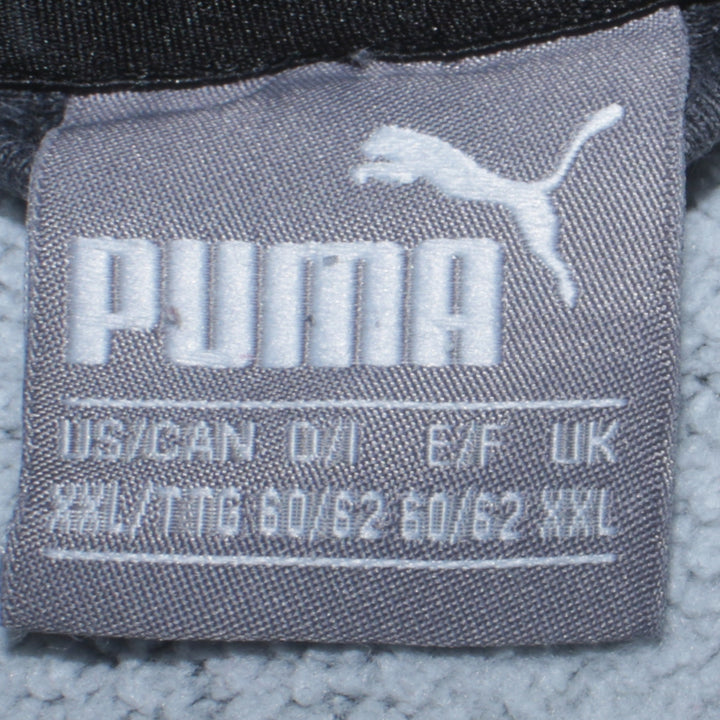 PUMA
US/CAN D/I E/F UK
XXL/TTG 60/62 60/62 XXL